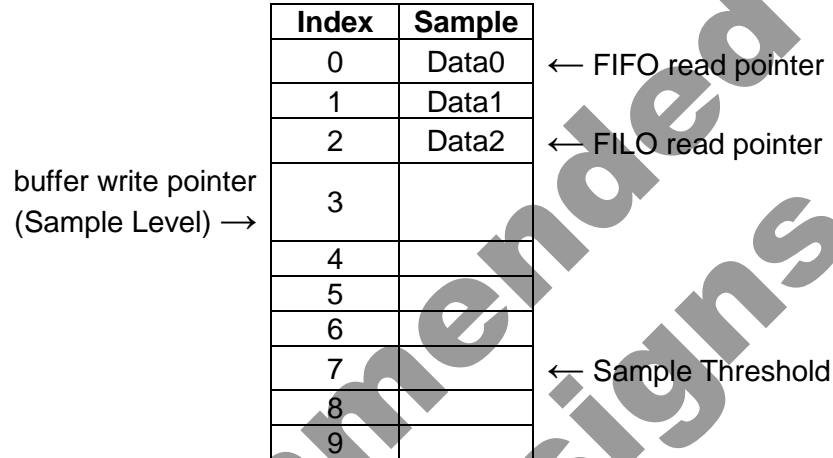 Index Sample
0 Data0 ← FIFO read pointer
1 Data1
2 Data2 ← FILO read pointer
buffer write pointer
3
(Sample Level) →
4
5
6
7 ← Sample Threshold
8
9